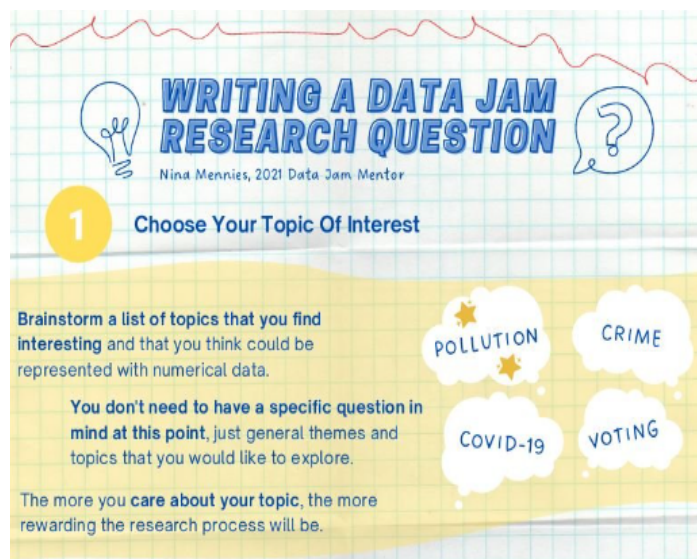 WRITING A DATA JAM
RESEARCH QUESTION
?
Nina Mennies, 2021 Data Jam Mentor
1
Choose Your Topic Of Interest
Brainstorm a list of topics that you find
interesting and that you think could be
represented with numerical data.
You don't need to have a specific question in
mind at this point, just general themes and
topics that you would like to explore.
The more you care about your topic, the more
rewarding the research process will be.
POLLUTION
CRIME
COVID-19
VOTING